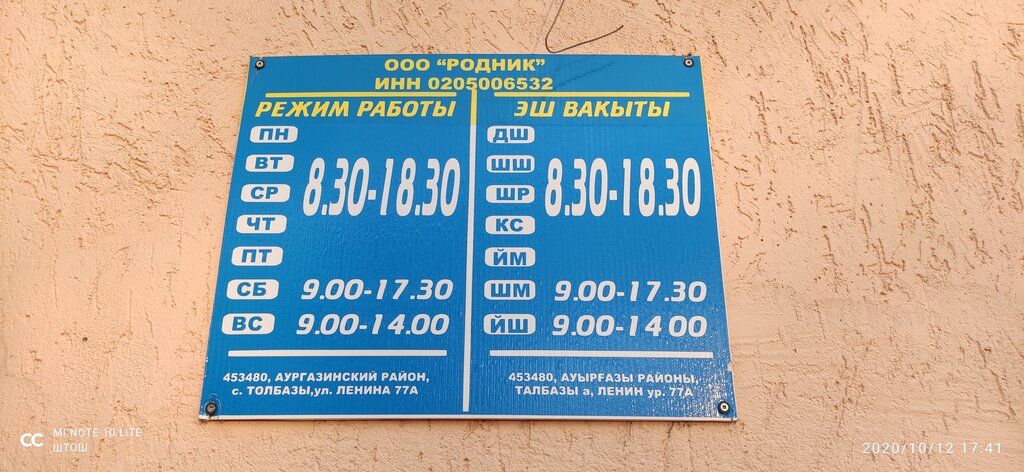 ООО “РОДНИК”
ИНН 0205006532
РЕЖИМ РАБОТЫ
ПН
ВТ
СР
ЧТ
ПТ
8.30-18.30
СБ 9.00-17.30
ВС 9.00-14.00
453480, АУРГАЗИНСКИЙ РАЙОН,
с. ТОЛБАЗЫ,ул. ЛЕНИНА 77А
ЭШ ВАКЫТЫ
ДШ
ШШ
ШР
КС
ЙМ
8.30-18.30
ШМ 9.00-17.30
ЙШ 9.00-14 00
453480, АУЫРҒАЗЫ РАЙОНЫ,
ТАЛБАЗЫ а, ЛЕНИН ур. 77А
MI NOTE 10 LITE
ШТОШ
2020/10/12 17:41